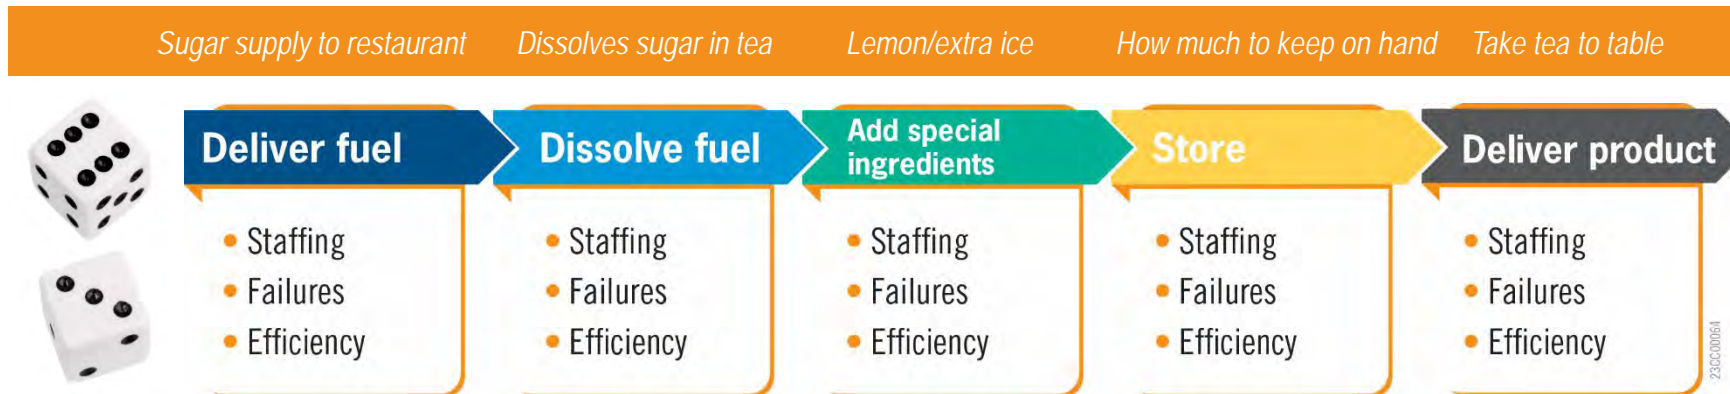 Sugar supply to restaurant
Dissolves sugar in tea
Lemon/extra ice
How much to keep on hand
Take tea to table
Deliver fuel
Dissolve fuel
Add special
ingredients
Store
Deliver product
• Staffing
• Failures
• Efficiency
• Staffing
• Failures
• Efficiency
• Staffing
• Failures
• Efficiency
• Staffing
• Failures
• Efficiency
• Staffing
• Failures
• Efficiency
23CC00064